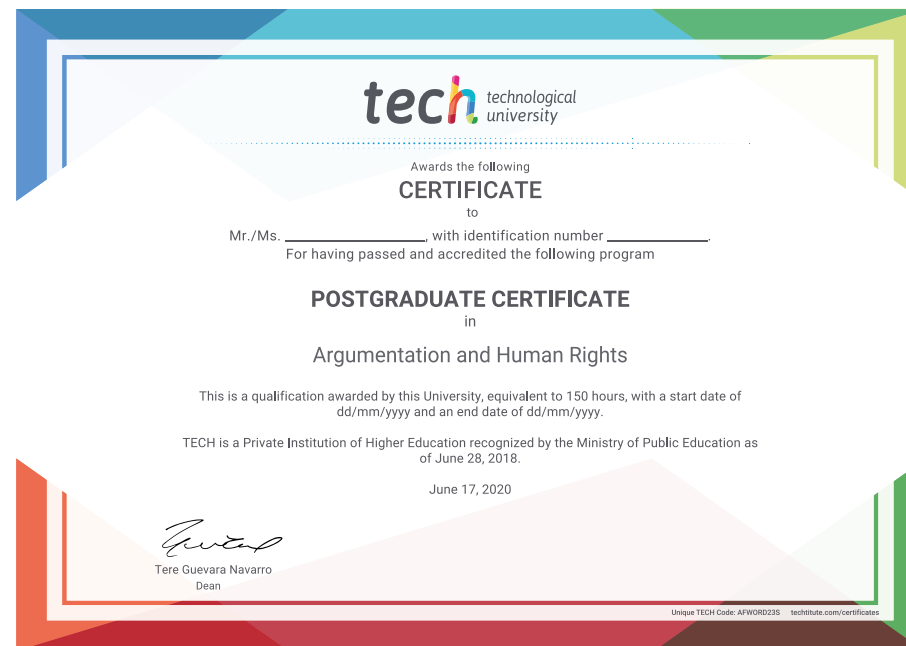 tech technological
university
Awards the following
CERTIFICATE
to
Mr./Ms. ____________________, with identification number ______________.
For having passed and accredited the following program
POSTGRADUATE CERTIFICATE
in
Argumentation and Human Rights
This is a qualification awarded by this University, equivalent to 150 hours, with a start date of
dd/mm/yyyy and an end date of dd/mm/yyyy.
TECH is a Private Institution of Higher Education recognized by the Ministry of Public Education as
of June 28, 2018.
June 17, 2020
Tere Guevara Navarro
Dean
Unique TECH Code: AFWORD23S techtitute.com/certificates